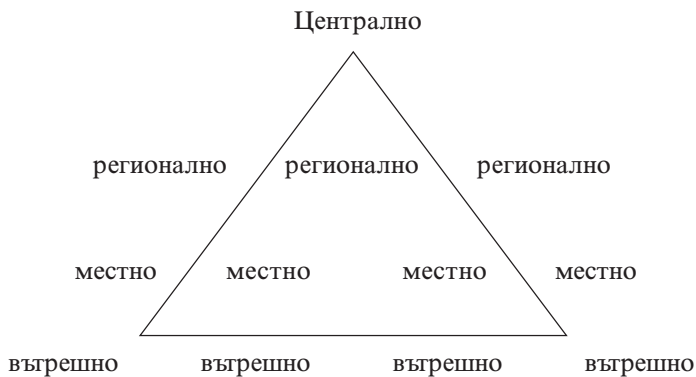 Централно
регионално регионално регионално
местно местно местно местно
вътрешно вътрешно вътрешно вътрешно